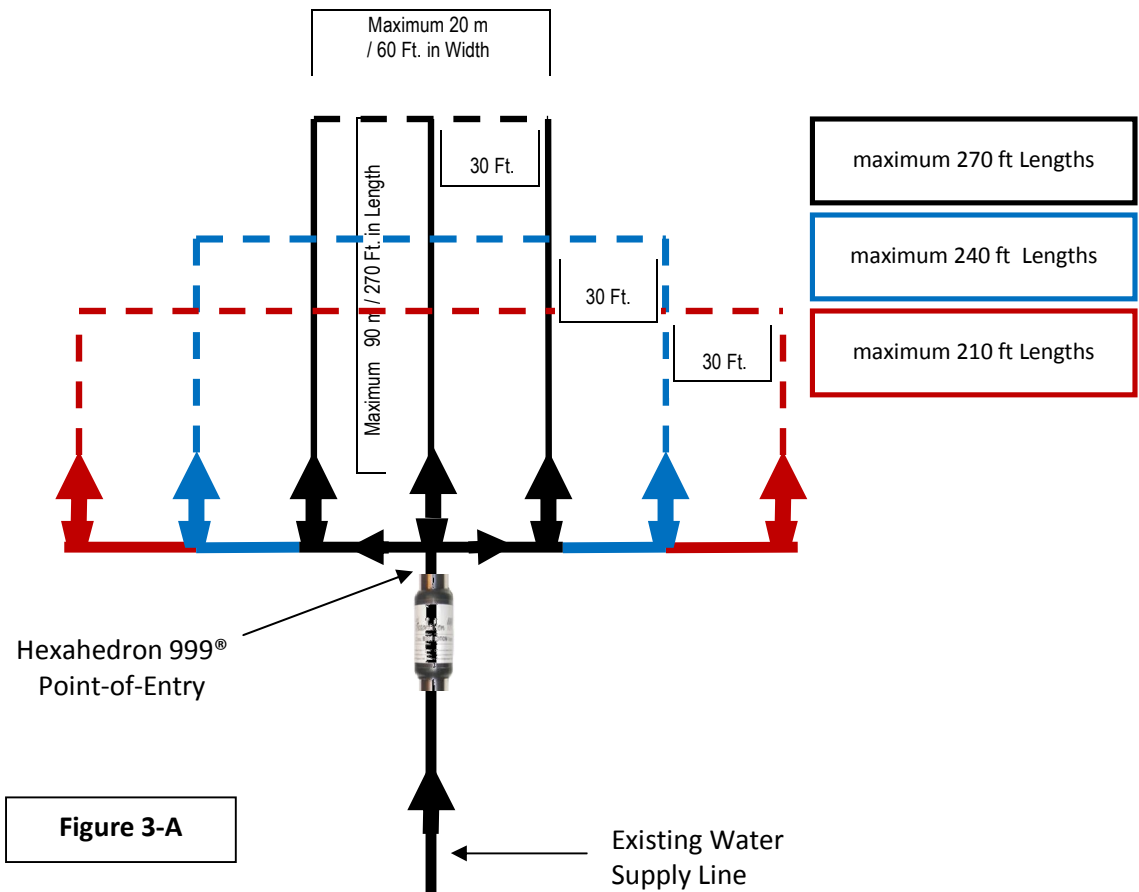 Maximum 20 m
/ 60 Ft. in Width
30 Ft.
Maximum 90 m / 270 Ft. in Length
30 Ft.
30 Ft.
maximum 270 ft Lengths
maximum 240 ft Lengths
maximum 210 ft Lengths
Hexahedron 999®
Point-of-Entry
Figure 3-A
Existing Water
Supply Line